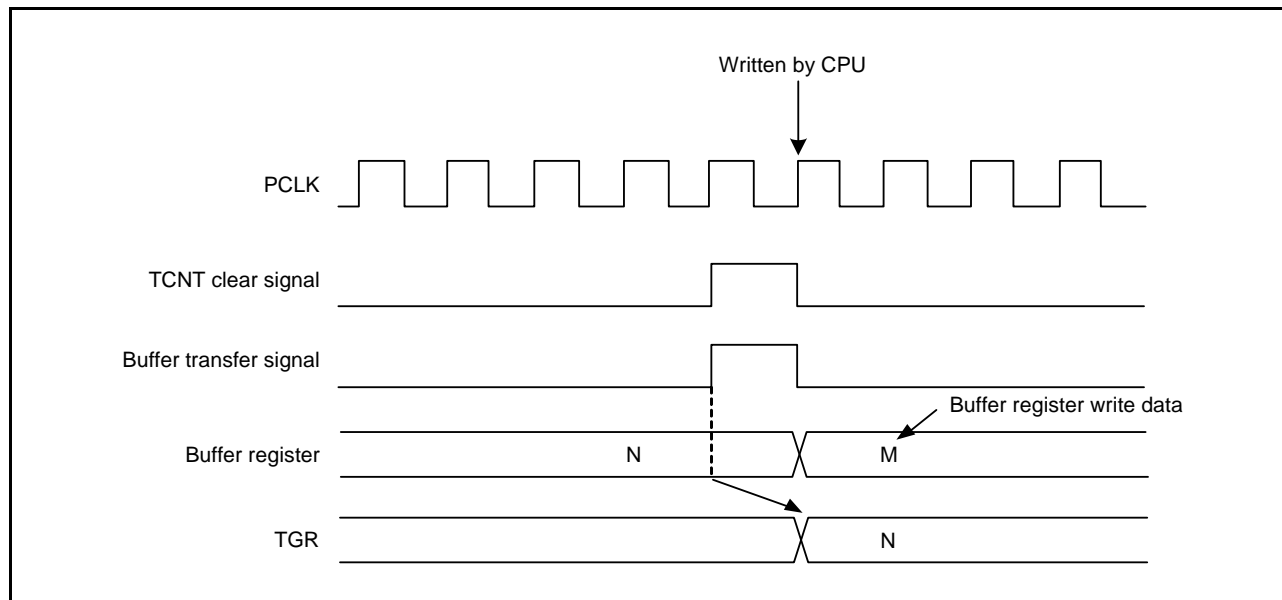 Written by CPU
PCLK
TCNT clear signal
Buffer transfer signal
Buffer register write data
Buffer register
N
M
TGR
N